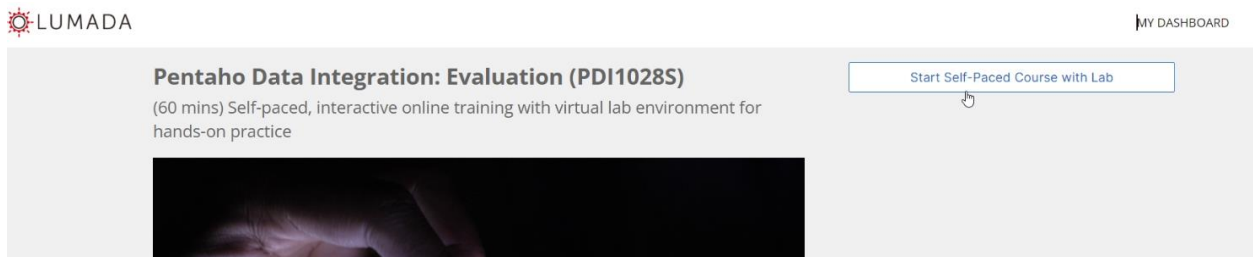 LUMADA
MY DASHBOARD
Pentaho Data Integration: Evaluation (PDI1028S)
Start Self-Paced Course with Lab
(60 mins) Self-paced, interactive online training with virtual lab environment for
hands-on practice